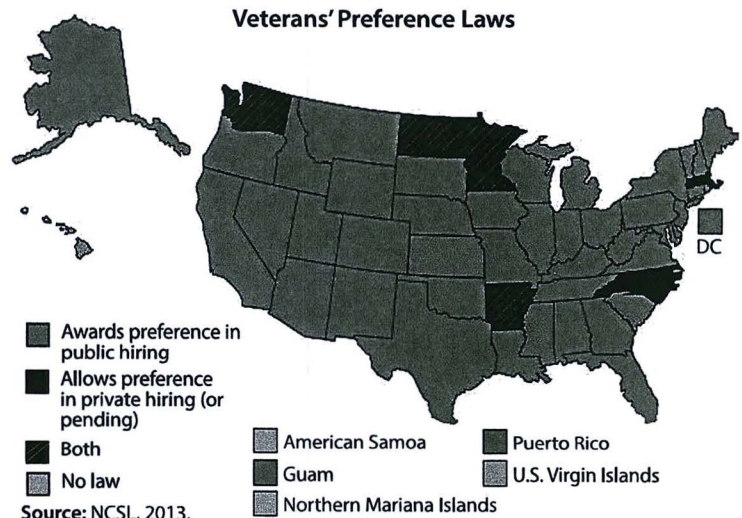 Veterans' Preference Laws
DC
Awards preference in
public hiring
Allows preference
in private hiring (or
pending)
Both
No law
American Samoa
Guam
Northern Mariana Islands
Puerto Rico
U.S. Virgin Islands
Source: NCSL, 2013.